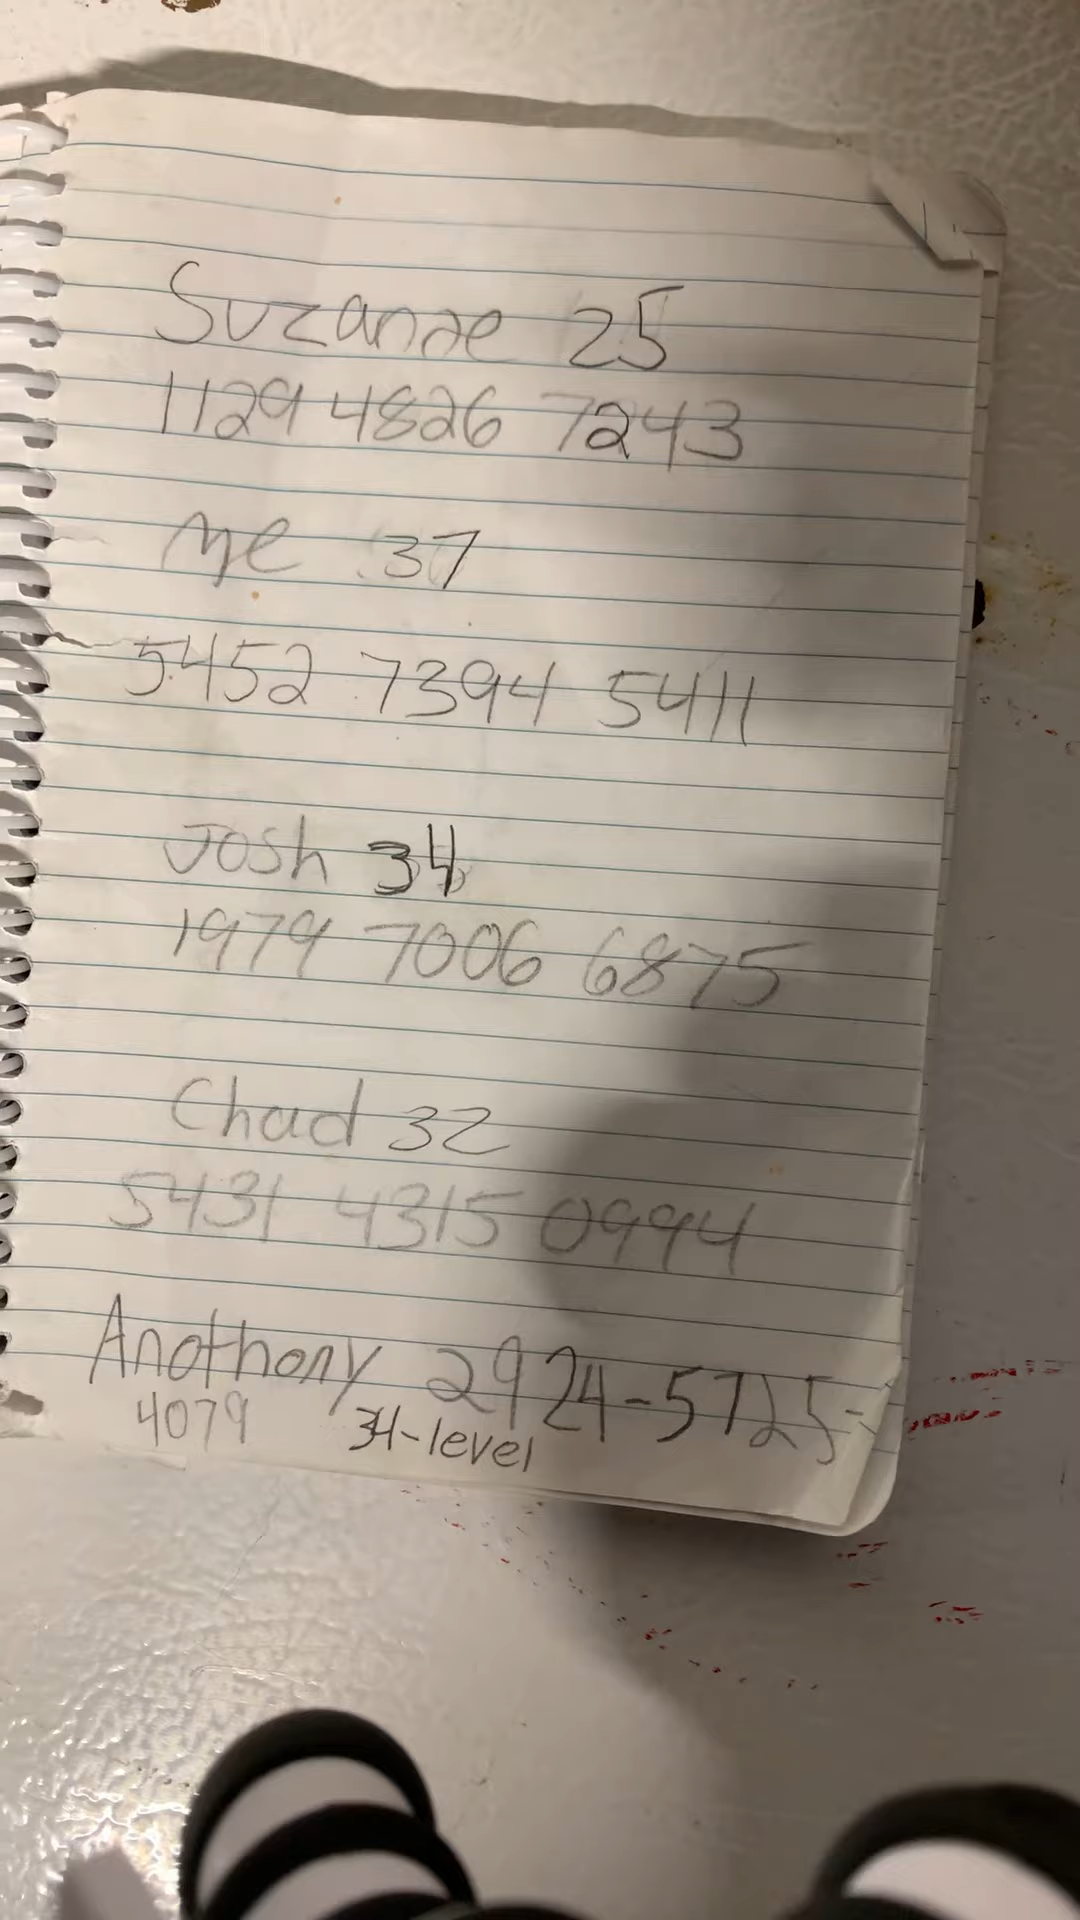 Suzanne 25
1129 4826 7243
Me 37
5452 7394 5411
Josh 34
1979 7006 6875
Chad 32
5431 4315 0994
Anothony 2924-5725-
4079 34-level